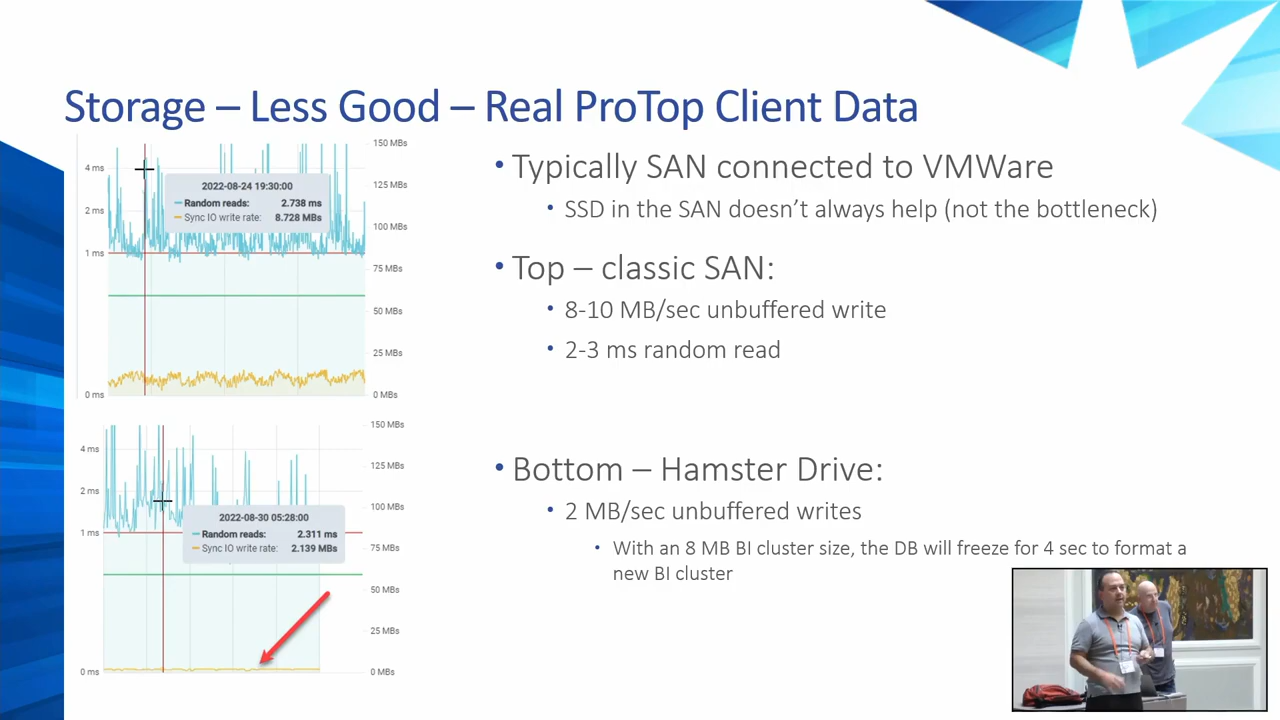 Storage – Less Good – Real ProTop Client Data
150 MBs
4 ms
125 MBs
2022-08-24 19:30:00
Random reads: 2.738 ms
2 ms
Sync IO write rate: 8.728 MBs
100 MBs
1 ms
75 MBs
50 MBs
25 MBs
0 ms
0 MBs
150 MBs
4 ms
125 MBs
2 ms
100 MBs
2022-08-30 05:28:00
Random reads: 2.311 ms
1 ms
Sync IO write rate: 2.139 MBs
75 MBs
50 MBs
25 MBs
0 ms
0 MBs
• Typically SAN connected to VMWare
• SSD in the SAN doesn’t always help (not the bottleneck)
• Top – classic SAN:
• 8-10 MB/sec unbuffered write
• 2-3 ms random read
• Bottom – Hamster Drive:
• 2 MB/sec unbuffered writes
• With an 8 MB BI cluster size, the DB will freeze for 4 sec to format a
new BI cluster